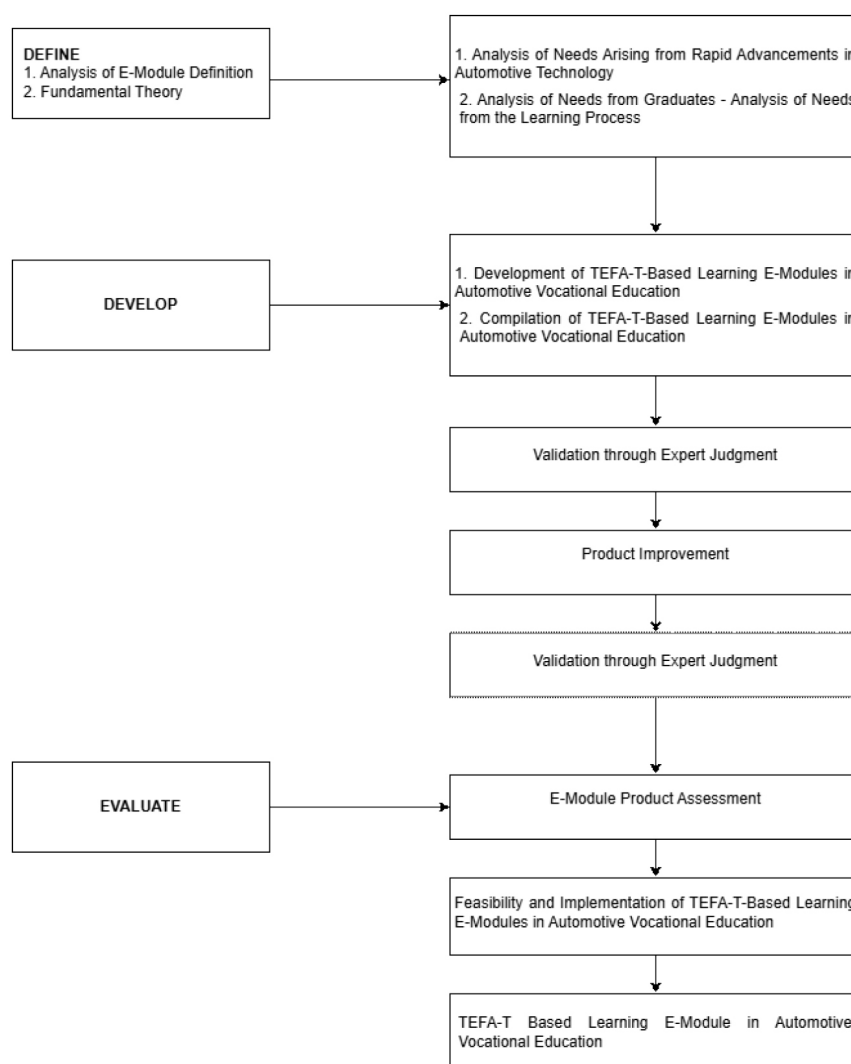 DEFINE
1. Analysis of E-Module Definition
2. Fundamental Theory
1. Analysis of Needs Arising from Rapid Advancements in
Automotive Technology
2. Analysis of Needs from Graduates - Analysis of Needs
from the Learning Process
DEVELOP
1. Development of TEFA-T-Based Learning E-Modules in
Automotive Vocational Education
2. Compilation of TEFA-T-Based Learning E-Modules in
Automotive Vocational Education
Validation through Expert Judgment
Product Improvement
Validation through Expert Judgment
EVALUATE
E-Module Product Assessment
Feasibility and Implementation of TEFA-T-Based Learning
E-Modules in Automotive Vocational Education
TEFA-T Based Learning E-Module in Automotive
Vocational Education